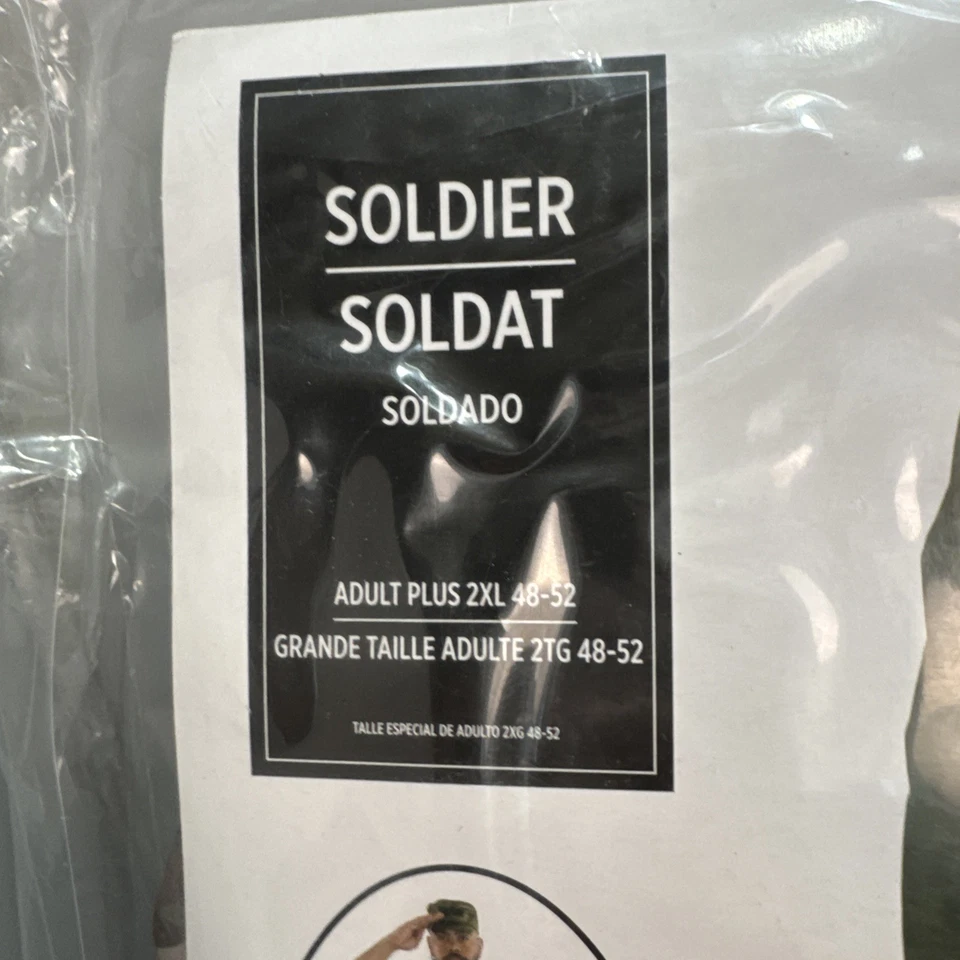 SOLDIER
SOLDAT
SOLDADO
ADULT PLUS 2XL 48-52
GRANDE TAILLE ADULTE 2TG 48-52
TALLE ESPECIAL DE ADULTO 2XG 48-52